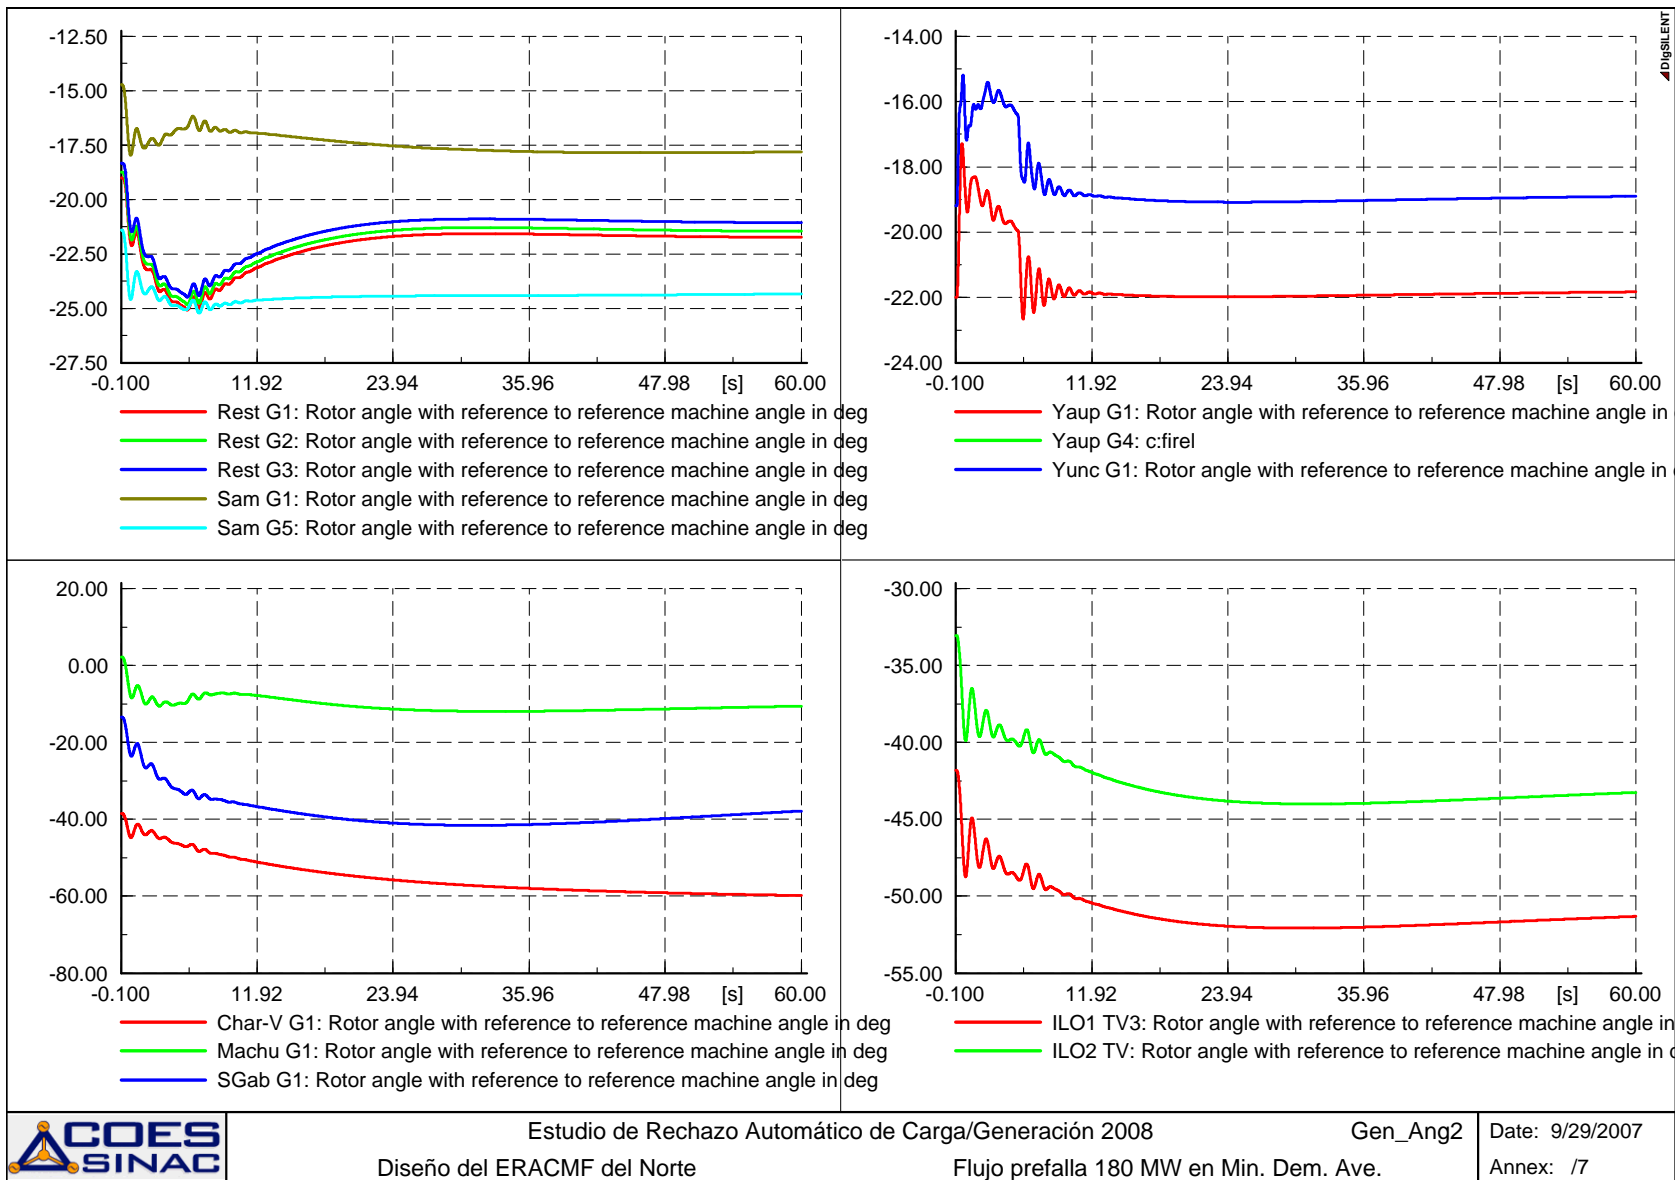 DIgSILENT
-12.50
-15.00
-17.50
-20.00
-22.50
-25.00
-27.50
-0.100 11.92 23.94 35.96 47.98 [s] 60.00
Rest G1: Rotor angle with reference to reference machine angle in deg
Rest G2: Rotor angle with reference to reference machine angle in deg
Rest G3: Rotor angle with reference to reference machine angle in deg
Sam G1: Rotor angle with reference to reference machine angle in deg
Sam G5: Rotor angle with reference to reference machine angle in deg
-14.00
-16.00
-18.00
-20.00
-22.00
-24.00
-0.100 11.92 23.94 35.96 47.98 [s] 60.00
Yaup G1: Rotor angle with reference to reference machine angle in
Yaup G4: c:firel
Yunc G1: Rotor angle with reference to reference machine angle in
20.00
0.00
-20.00
-40.00
-60.00
-80.00
-0.100 11.92 23.94 35.96 47.98 [s] 60.00
Char-V G1: Rotor angle with reference to reference machine angle in deg
Machu G1: Rotor angle with reference to reference machine angle in deg
SGab G1: Rotor angle with reference to reference machine angle in deg
-30.00
-35.00
-40.00
-45.00
-50.00
-55.00
-0.100 11.92 23.94 35.96 47.98 [s] 60.00
ILO1 TV3: Rotor angle with reference to reference machine angle in
ILO2 TV: Rotor angle with reference to reference machine angle in
COES
SINAC
Estudio de Rechazo Automático de Carga/Generación 2008 Gen_Ang2
Diseño del ERACMF del Norte Flujo prefalla 180 MW en Min. Dem. Ave.
Date: 9/29/2007
Annex: /7